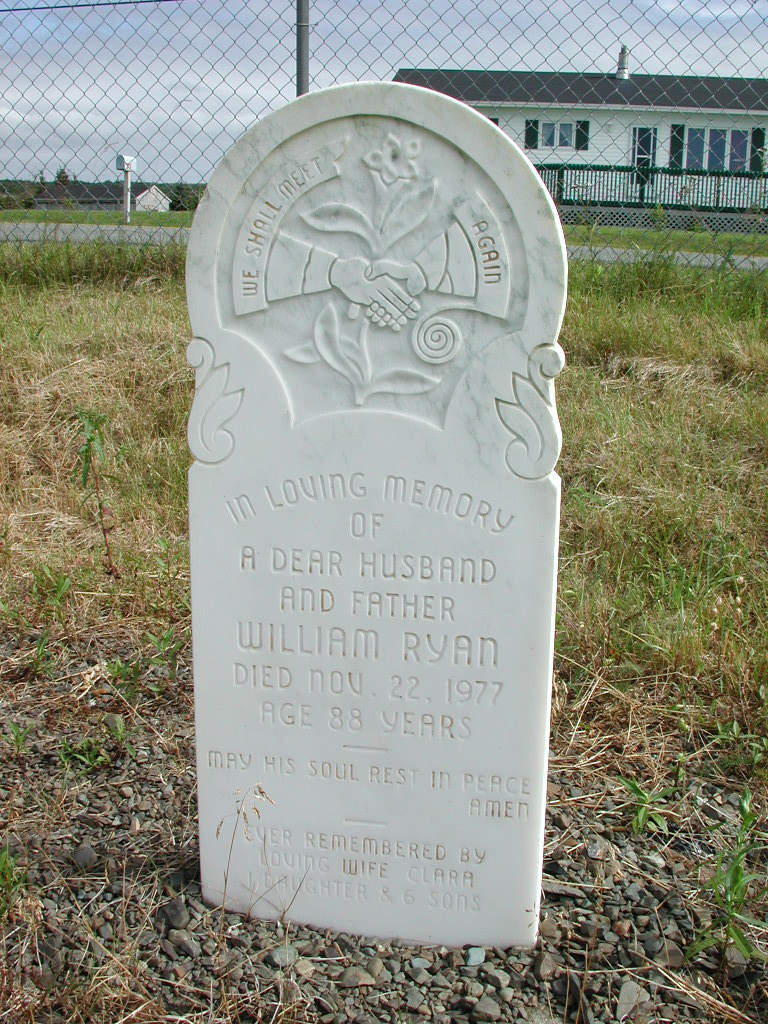 WE SHALL MEET AGAIN
IN LOVING MEMORY
OF
A DEAR HUSBAND
AND FATHER
WILLIAM RYAN
DIED NOV. 22, 1977
AGE 88 YEARS
MAY HIS SOUL REST IN PEACE
AMEN
EVER REMEMBERED BY
LOVING WIFE CLARA
1 DAUGHTER & 6 SONS